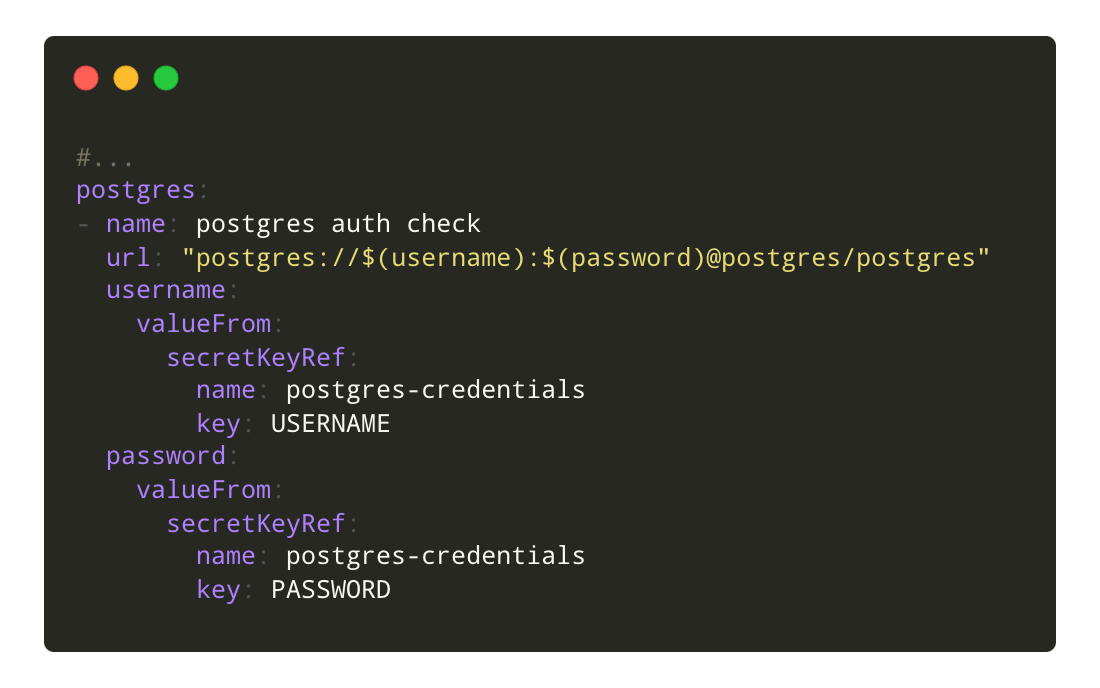 #...
postgres:
- name: postgres auth check
  url: "postgres://$(username):$(password)@postgres/postgres"
  username:
    valueFrom:
      secretKeyRef:
        name: postgres-credentials
        key: USERNAME
  password:
    valueFrom:
      secretKeyRef:
        name: postgres-credentials
        key: PASSWORD